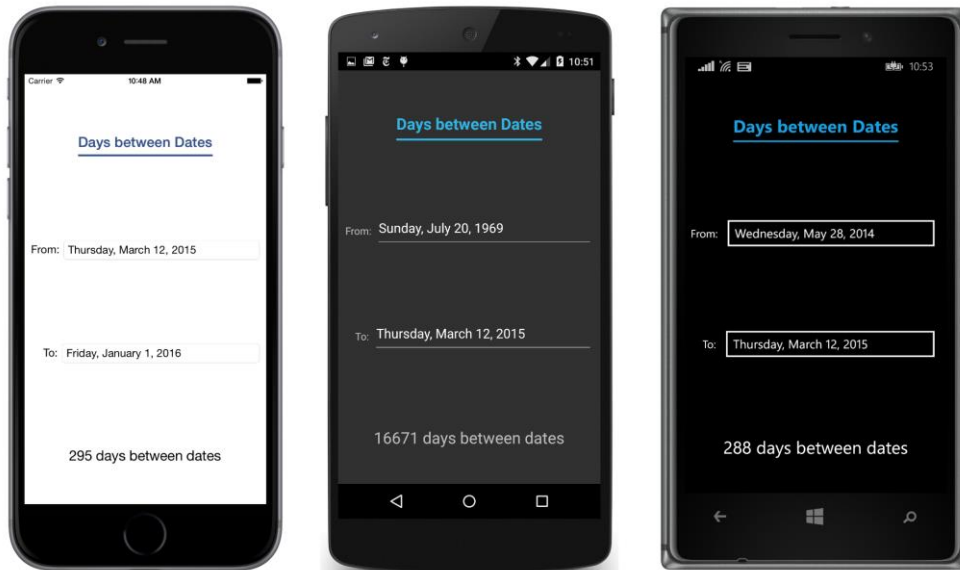 Carrier 10:48 AM
Days between Dates
From: Thursday, March 12, 2015
To: Friday, January 1, 2016
295 days between dates
10:51
Days between Dates
From: Sunday, July 20, 1969
To: Thursday, March 12, 2015
16671 days between dates
10:53
Days between Dates
From: Wednesday, May 28, 2014
To: Thursday, March 12, 2015
288 days between dates